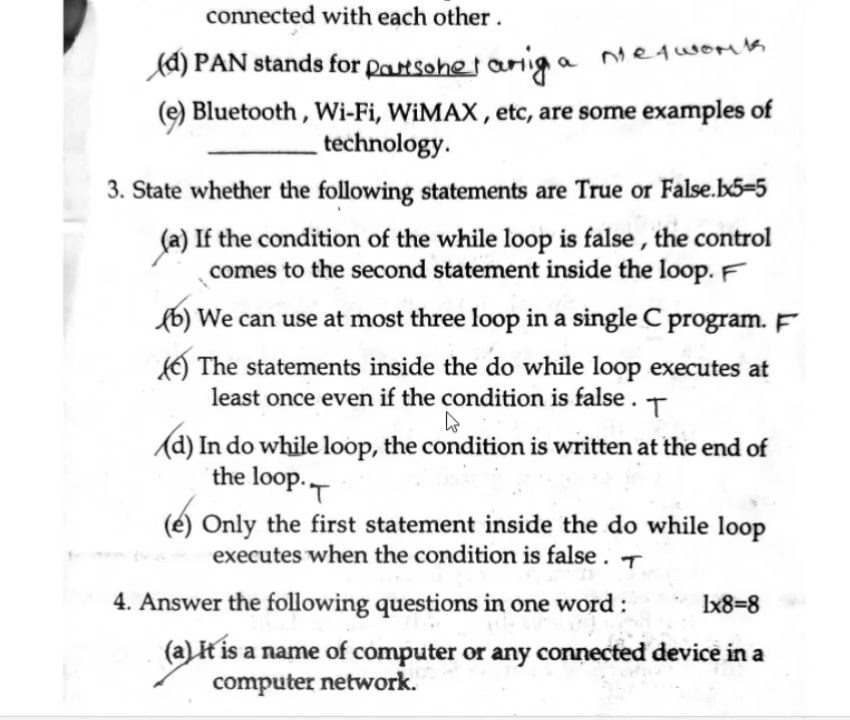 connected with each other .
(d) PAN stands for partsonel ariga network
(e) Bluetooth , Wi-Fi, WiMAX , etc, are some examples of
________ technology.
3. State whether the following statements are True or False.1x5=5
(a) If the condition of the while loop is false , the control
comes to the second statement inside the loop. F
(b) We can use at most three loop in a single C program. F
(c) The statements inside the do while loop executes at
least once even if the condition is false . T
(d) In do while loop, the condition is written at the end of
the loop. T
(e) Only the first statement inside the do while loop
executes when the condition is false . T
4. Answer the following questions in one word : 1x8=8
(a) It is a name of computer or any connected device in a
computer network.